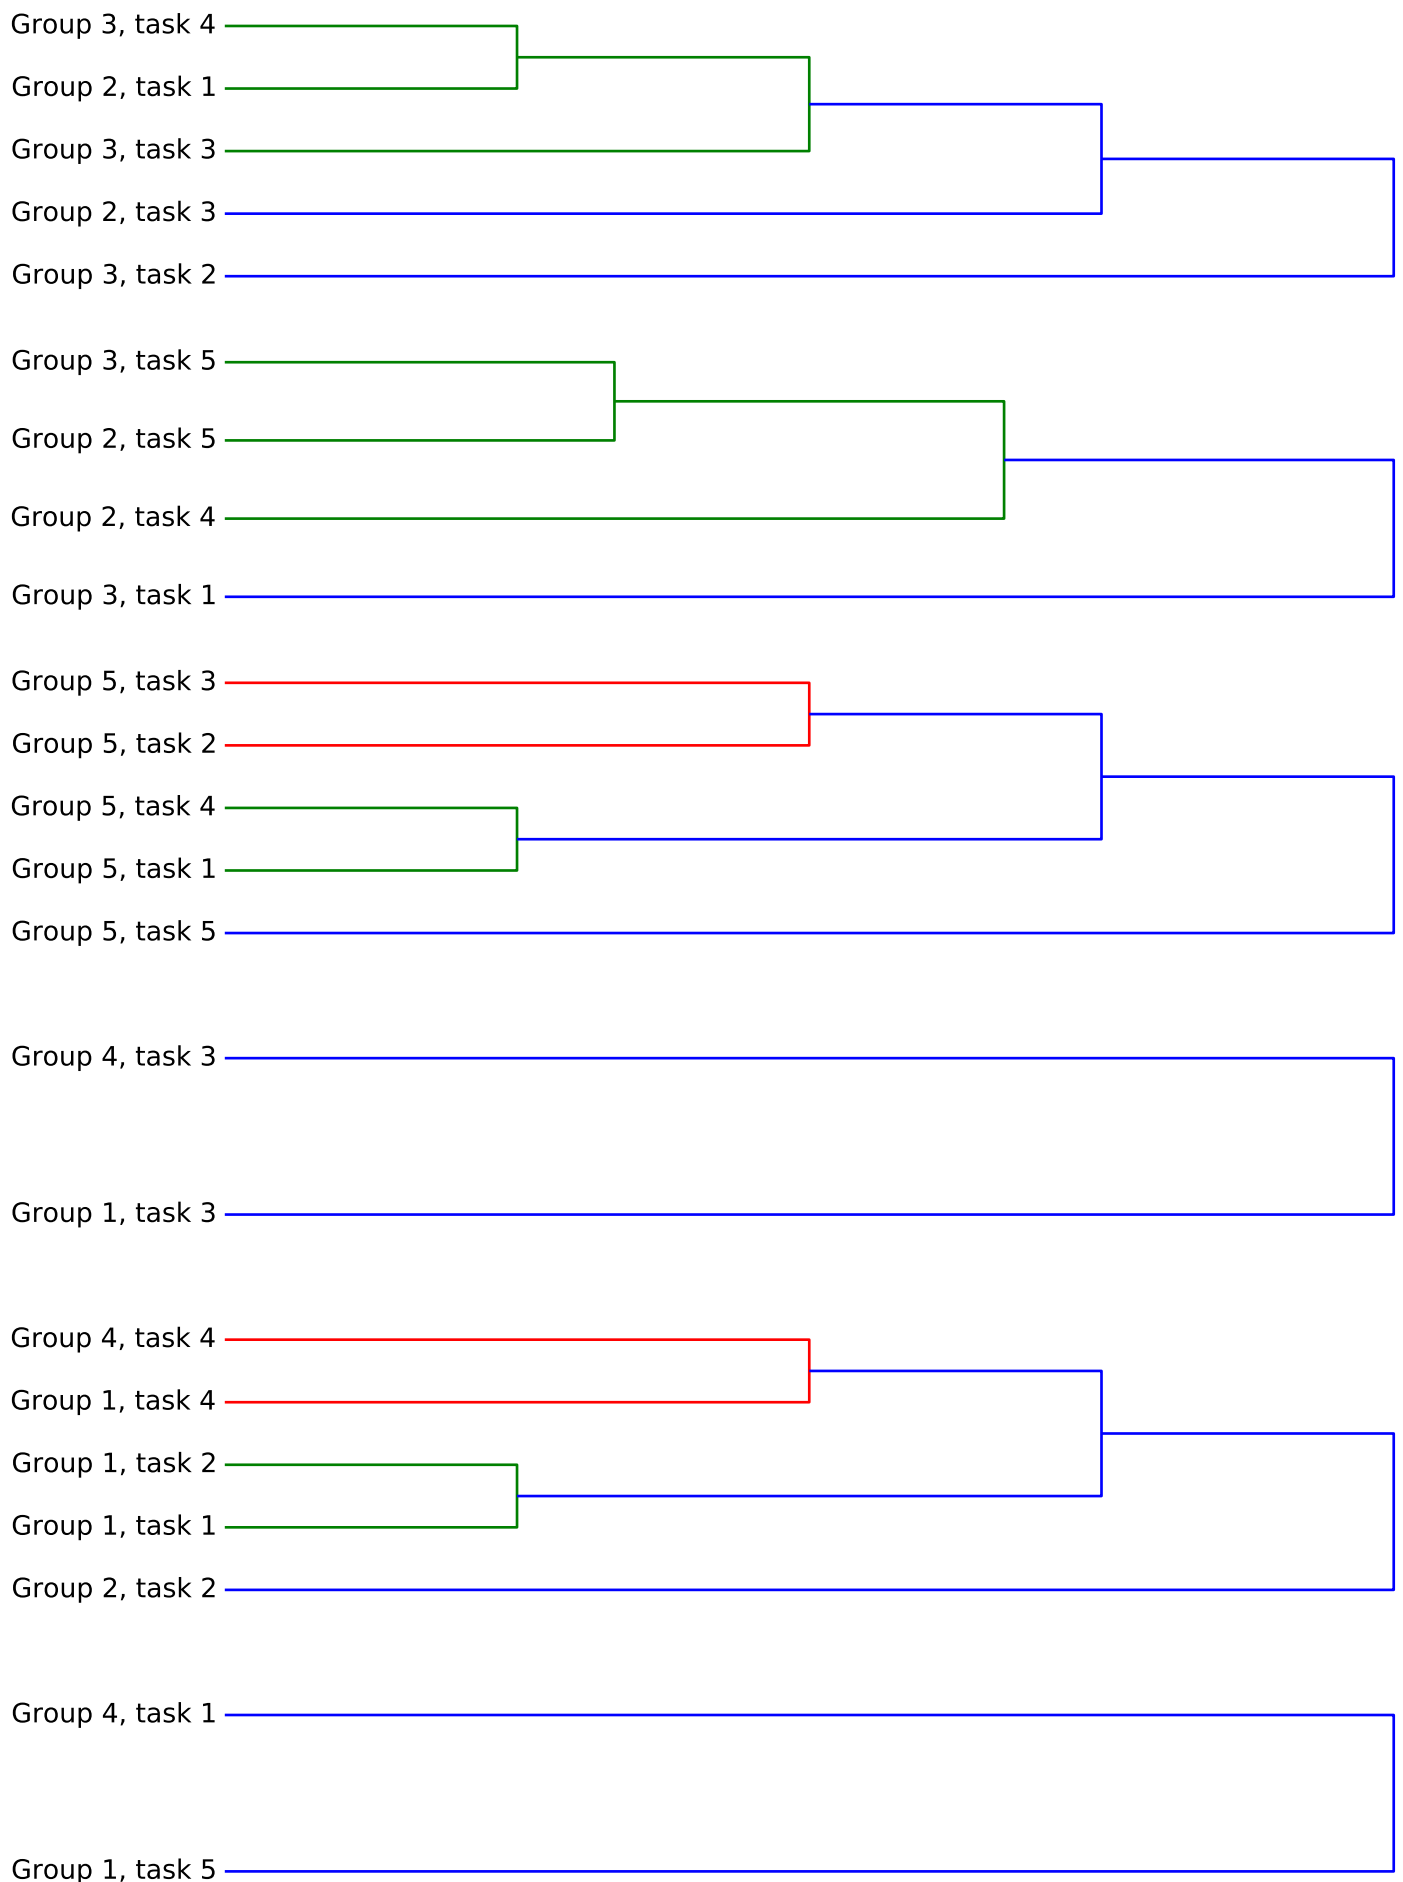 Group 3, task 4
Group 2, task 1
Group 3, task 3
Group 2, task 3
Group 3, task 2
Group 3, task 5
Group 2, task 5
Group 2, task 4
Group 3, task 1
Group 5, task 3
Group 5, task 2
Group 5, task 4
Group 5, task 1
Group 5, task 5
Group 4, task 3
Group 1, task 3
Group 4, task 4
Group 1, task 4
Group 1, task 2
Group 1, task 1
Group 2, task 2
Group 4, task 1
Group 1, task 5